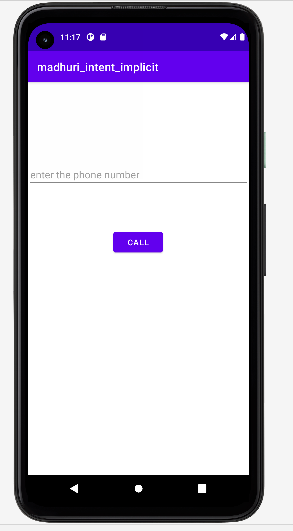 11:17
madhuri_intent_implicit
enter the phone number
CALL